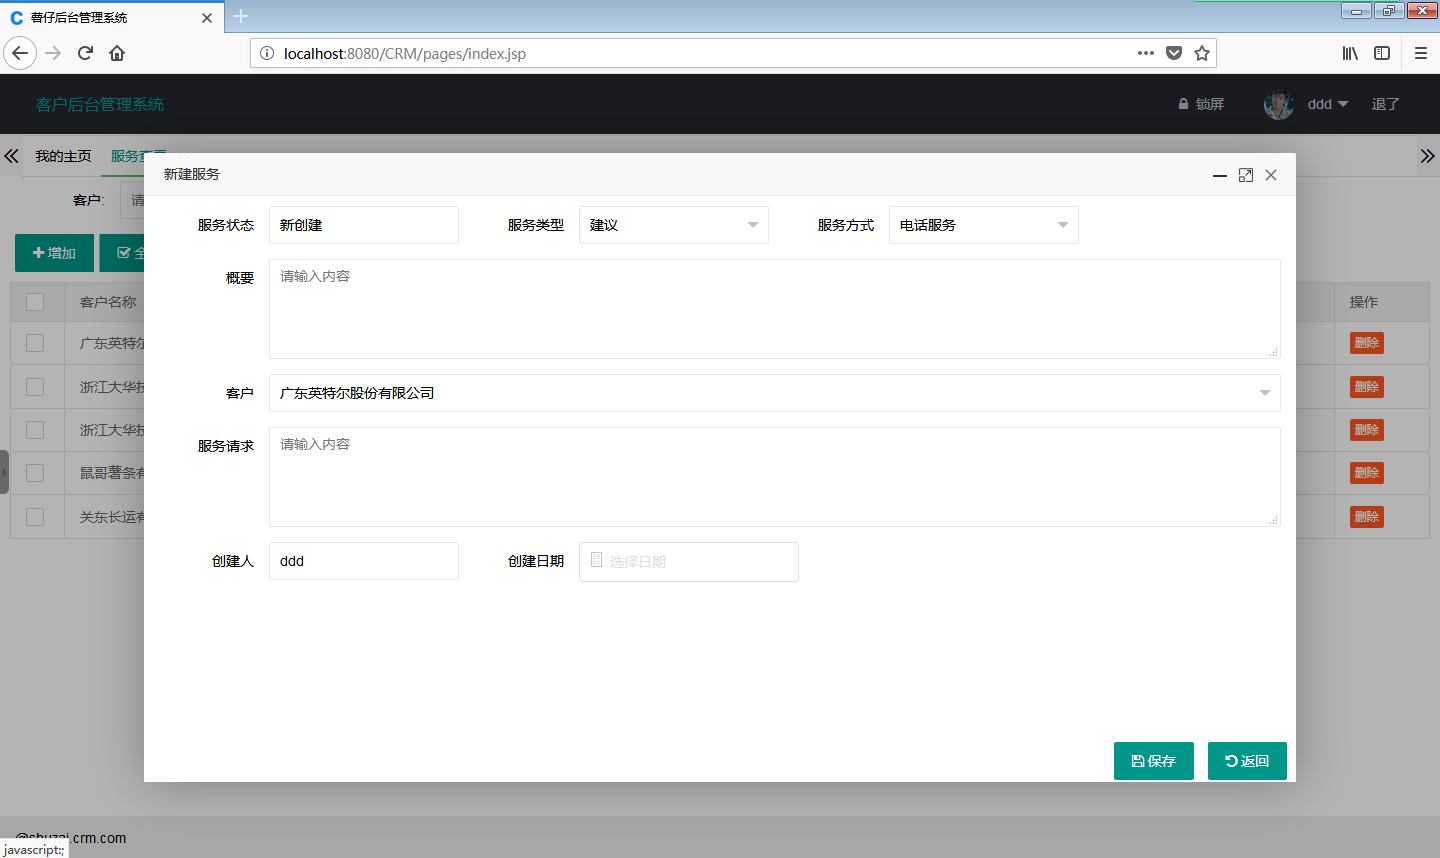 蓉仔后台管理系统
localhost:8080/CRM/pages/index.jsp
客户后台管理系统
锁屏
ddd
退了
我的主页
服务查
客户:
请
增加
全
客户名称
操作
广东英特尔
删除
浙江大华技
删除
浙江大华技
删除
鼠哥薯条有
删除
关东长运有
删除
新建服务
服务状态
新创建
服务类型
建议
服务方式
电话服务
概要
请输入内容
客户
广东英特尔股份有限公司
服务请求
请输入内容
创建人
ddd
创建日期
选择日期
保存
返回
@shuzai.crm.com
javascript:;